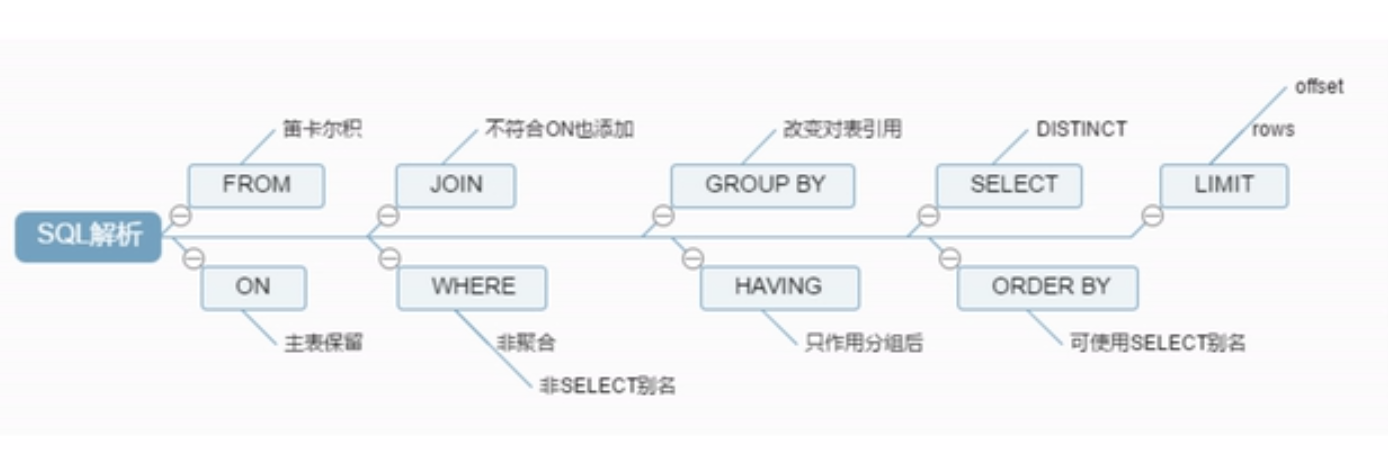 offset
笛卡尔积
不符合ON也添加
改变对表引用
DISTINCT
rows
FROM
JOIN
GROUP BY
SELECT
LIMIT
SQL解析
ON
WHERE
HAVING
ORDER BY
主表保留
非聚合
只作用分组后
可使用SELECT别名
非SELECT别名